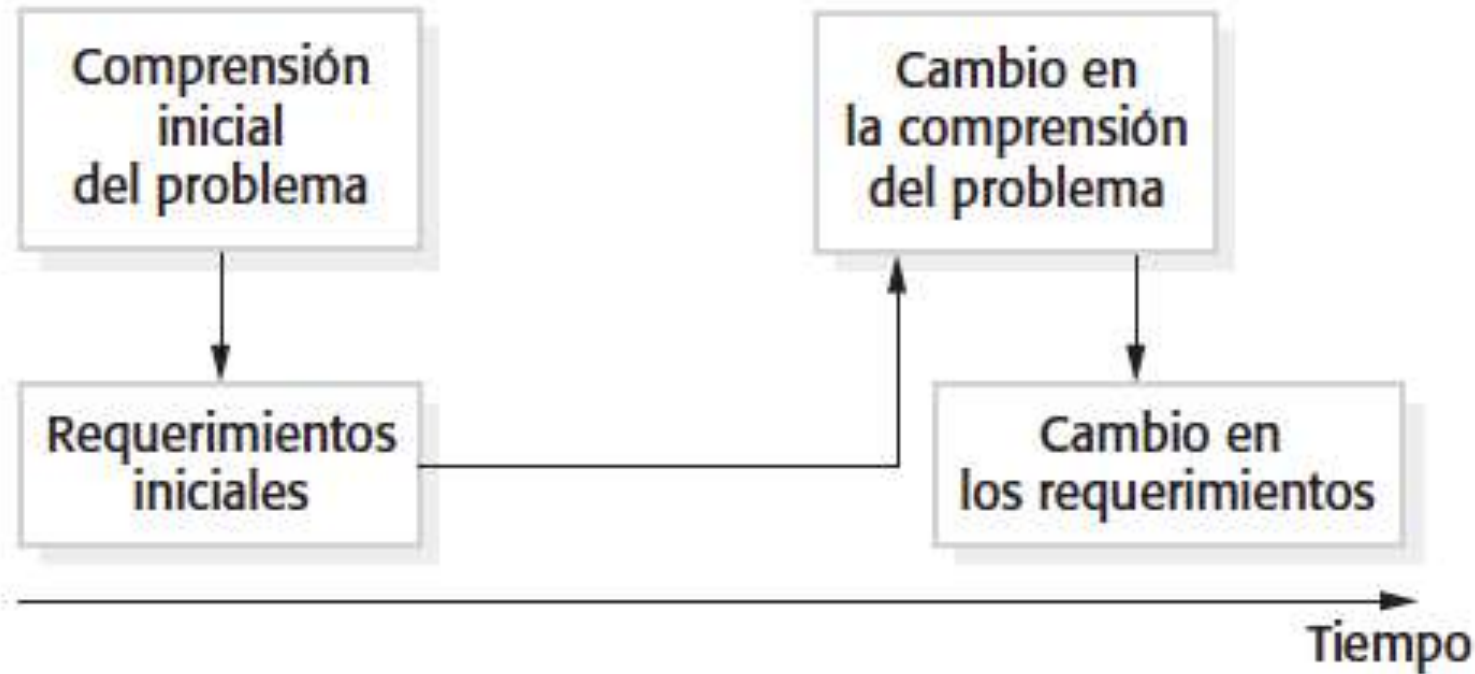 Comprensión
inicial
del problema
Requerimientos
iniciales
Cambio en
la comprensión
del problema
Cambio en
los requerimientos
Tiempo